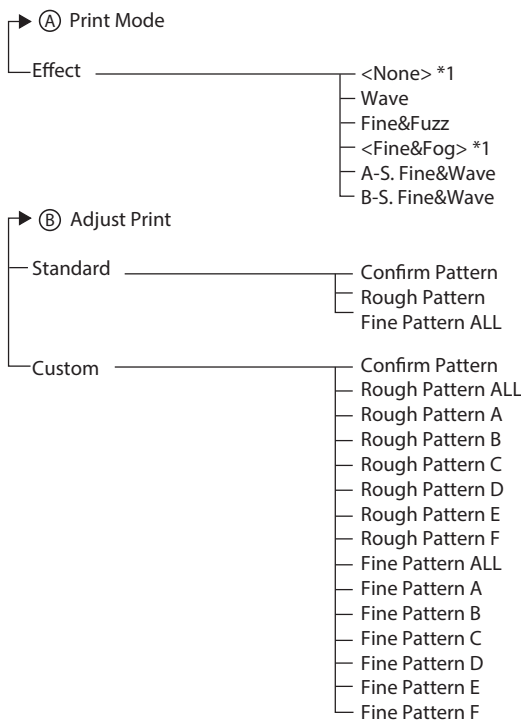 Ⓐ Print Mode
Effect <None> *1
Wave
Fine&Fuzz
<Fine&Fog> *1
A-S. Fine&Wave
B-S. Fine&Wave
Ⓑ Adjust Print
Standard Confirm Pattern
Rough Pattern
Fine Pattern ALL
Custom Confirm Pattern
Rough Pattern ALL
Rough Pattern A
Rough Pattern B
Rough Pattern C
Rough Pattern D
Rough Pattern E
Rough Pattern F
Fine Pattern ALL
Fine Pattern A
Fine Pattern B
Fine Pattern C
Fine Pattern D
Fine Pattern E
Fine Pattern F